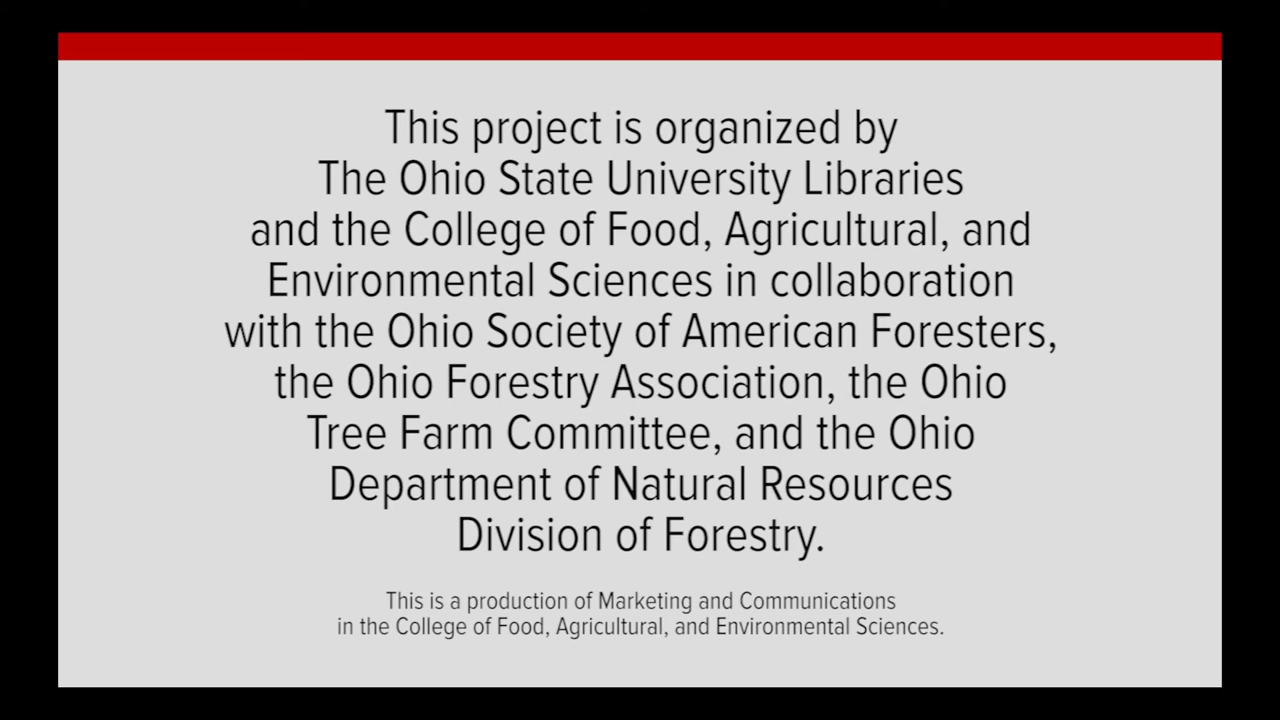 This project is organized by
The Ohio State University Libraries
and the College of Food, Agricultural, and
Environmental Sciences in collaboration
with the Ohio Society of American Foresters,
the Ohio Forestry Association, the Ohio
Tree Farm Committee, and the Ohio
Department of Natural Resources
Division of Forestry.
This is a production of Marketing and Communications
in the College of Food, Agricultural, and Environmental Sciences.